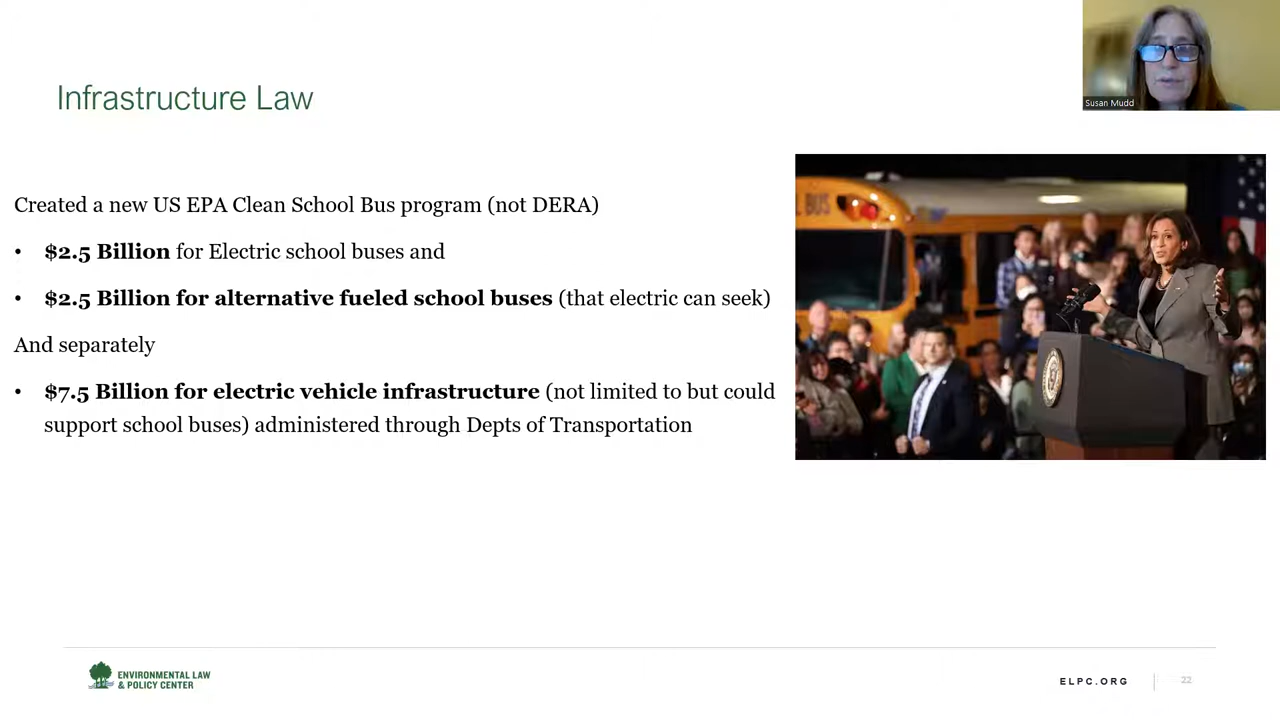 Susan Mudd
Infrastructure Law
Created a new US EPA Clean School Bus program (not DERA)
• $2.5 Billion for Electric school buses and
• $2.5 Billion for alternative fueled school buses (that electric can seek)
And separately
• $7.5 Billion for electric vehicle infrastructure (not limited to but could
support school buses) administered through Depts of Transportation
L BUS
ENVIRONMENTAL LAW
& POLICY CENTER
ELPC.ORG
22